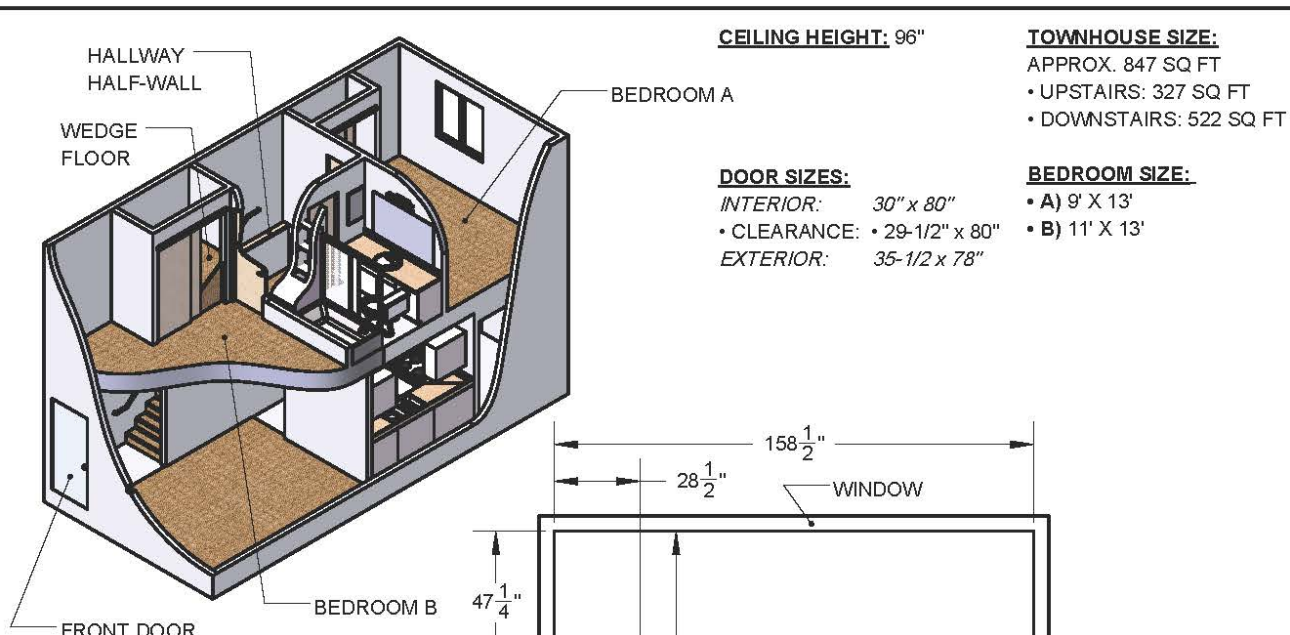 HALLWAY
HALF-WALL
WEDGE
FLOOR
BEDROOM A
BEDROOM B
FRONT DOOR
CEILING HEIGHT: 96"
DOOR SIZES:
INTERIOR: 30" x 80"
• CLEARANCE: • 29-1/2" x 80"
EXTERIOR: 35-1/2 x 78"
TOWNHOUSE SIZE:
APPROX. 847 SQ FT
• UPSTAIRS: 327 SQ FT
• DOWNSTAIRS: 522 SQ FT
BEDROOM SIZE:
• A) 9' X 13'
• B) 11' X 13'
158 1/2"
28 1/2"
WINDOW
47 1/4"